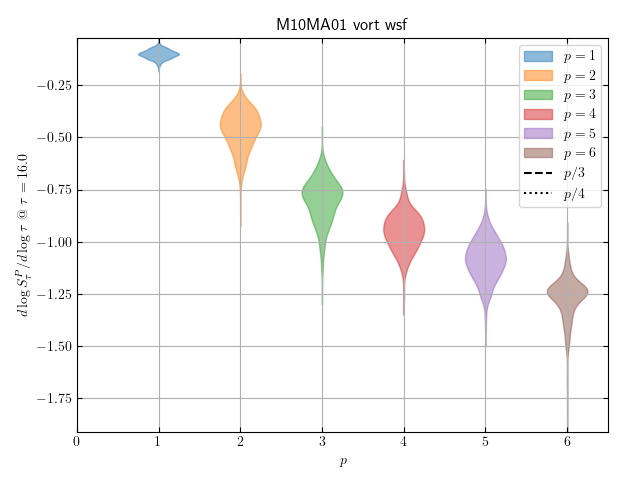 M10MA01 vort wsf
d log S_τ^P / d log τ @ τ = 16.0
−0.25
−0.50
−0.75
−1.00
−1.25
−1.50
−1.75
p = 1
p = 2
p = 3
p = 4
p = 5
p = 6
p/3
p/4
0 1 2 3 4 5 6
p